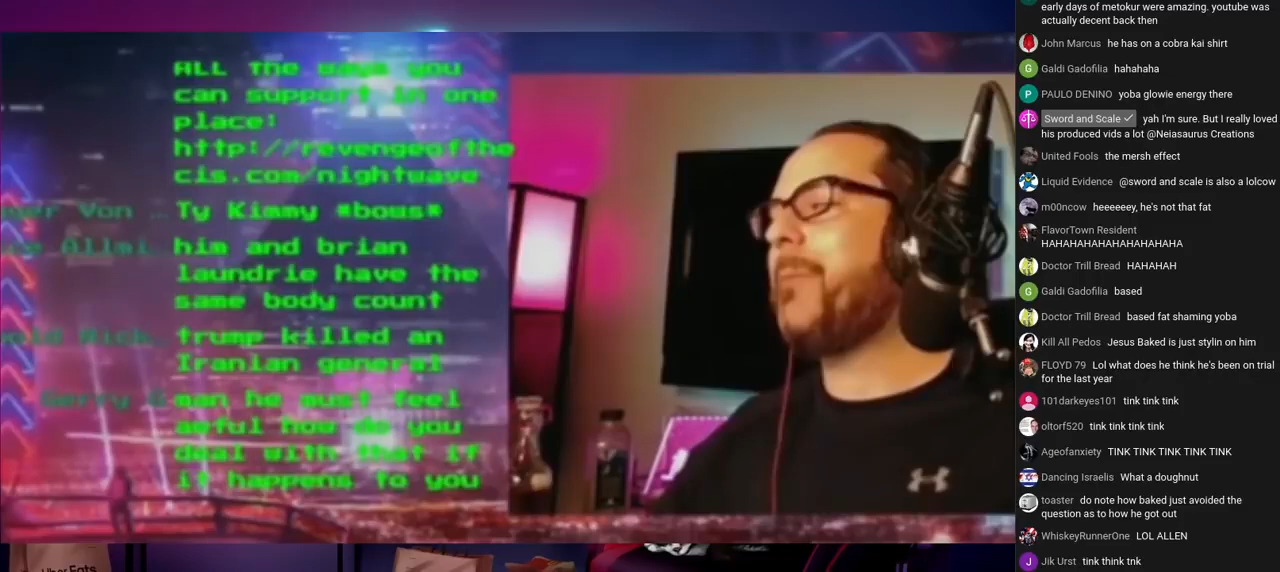 ALL The ways you
can support in one
place:
http://revengeofthe
cis.com/nightwave
Ty Kimmy *bous*
him and brian
laundrie have the
same body count
trump killed an
Iranian general
man he must feel
awful how do you
deal with that if
it happens to you
Uber Eats
early days of metokur were amazing. youtube was
actually decent back then
John Marcus he has on a cobra kai shirt
G Galdi Gadofilia hahahaha
P PAULO DENINO yoba glowie energy there
Sword and Scale yah I'm sure. But I really loved
his produced vids a lot @Neiasaurus Creations
United Fools the mersh effect
Liquid Evidence @sword and scale is also a lolcow
m00ncow heeeeeey, he's not that fat
FlavorTown Resident
HAHAHAHAHAHAHAHAHA
Doctor Trill Bread HAHAHAH
G Galdi Gadofilia based
Doctor Trill Bread based fat shaming yoba
Kill All Pedos Jesus Baked is just stylin on him
FLOYD 79 Lol what does he think he's been on trial
for the last year
101darkeyes101 tink tink tink
oltorf520 tink tink tink tink
Ageofanxiety TINK TINK TINK TINK TINK
Dancing Israelis What a doughnut
toaster do note how baked just avoided the
question as to how he got out
WhiskeyRunnerOne LOL ALLEN
J Jik Urst tink think tnk